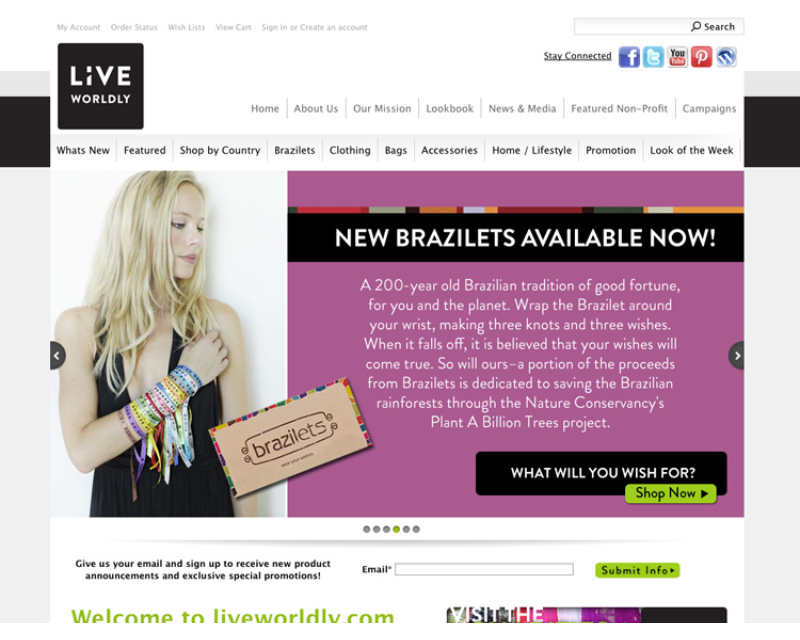 My Account Order Status Wish Lists View Cart Sign in or Create an account
Search
Stay Connected
You Tube
LIVE
WORLDLY
Home About Us Our Mission Lookbook News & Media Featured Non-Profit Campaigns
Whats New Featured Shop by Country Brazilets Clothing Bags Accessories Home / Lifestyle Promotion Look of the Week
NEW BRAZILETS AVAILABLE NOW!
A 200-year old Brazilian tradition of good fortune,
for you and the planet. Wrap the Brazilet around
your wrist, making three knots and three wishes.
When it falls off, it is believed that your wishes will
come true. So will ours–a portion of the proceeds
from Brazilets is dedicated to saving the Brazilian
rainforests through the Nature Conservancy's
Plant A Billion Trees project.
brazilets
WHAT WILL YOU WISH FOR?
Shop Now
Give us your email and sign up to receive new product
announcements and exclusive special promotions!
Email*
Submit Info
Welcome to liveworldly.com
VISIT THE